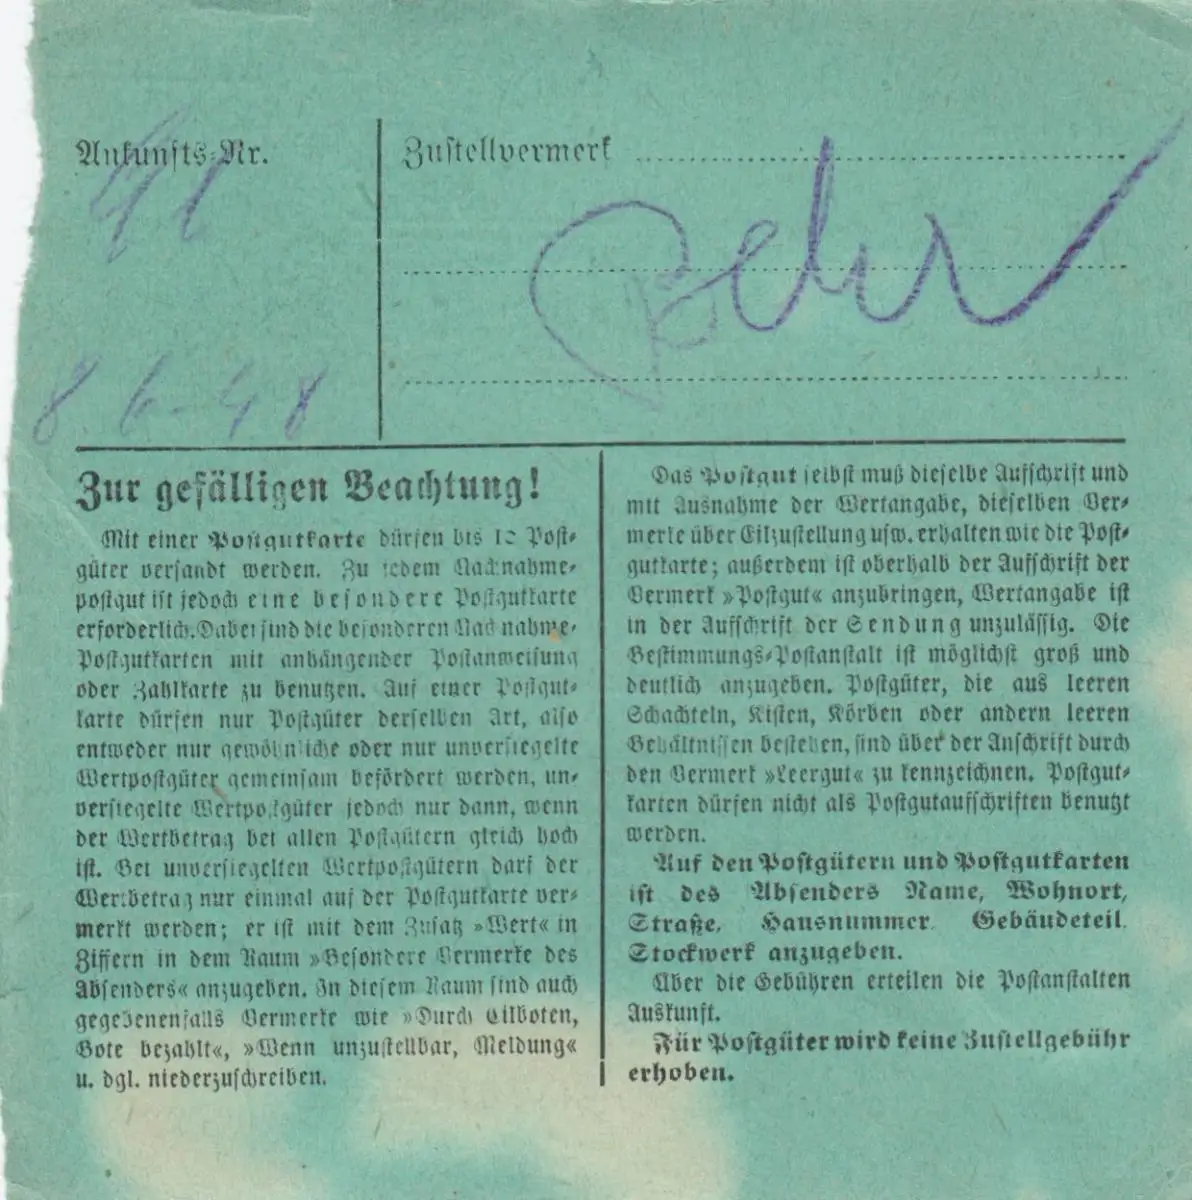 Ankunfts-Nr.
41
8. 6. 48
Zustellvermerk
Zur gefälligen Beachtung!
Mit einer Postgutkarte dürfen bis 10 Post-
güter versandt werden. Zu jedem Nachnahme-
postgut ist jedoch eine besondere Postgutkarte
erforderlich. Dabei sind die besonderen Nachnahme-
Postgutkarten mit anhängender Postanweisung
oder Zahlkarte zu benutzen. Auf einer Postgut-
karte dürfen nur Postgüter derselben Art, also
entweder nur gewöhnliche oder nur unversiegelte
Wertpostgüter gemeinsam befördert werden, un-
versiegelte Wertpostgüter jedoch nur dann, wenn
der Wertbetrag bei allen Postgütern gleich hoch
ist. Bei unversiegelten Wertpostgütern darf der
Wertbetrag nur einmal auf der Postgutkarte ver-
merkt werden; er ist mit dem Zusatz »Wert« in
Ziffern in dem Raum »Besondere Vermerke des
Absenders« anzugeben. In diesem Raum sind auch
gegebenenfalls Vermerke wie »Durch Eilboten,
Bote bezahlt«, »Wenn unzustellbar, Meldung«
u. dgl. niederzuschreiben.
Das Postgut selbst muß dieselbe Aufschrift und
mit Ausnahme der Wertangabe, dieselben Ver-
merke über Eilzustellung usw. erhalten wie die Post-
gutkarte; außerdem ist oberhalb der Aufschrift der
Vermerk »Postgut« anzubringen, Wertangabe ist
in der Aufschrift der Sendung unzulässig. Die
Bestimmungs-Postanstalt ist möglichst groß und
deutlich anzugeben. Postgüter, die aus leeren
Schachteln, Kisten, Körben oder andern leeren
Behältnissen bestehen, sind über der Anschrift durch
den Vermerk »Leergut« zu kennzeichnen. Postgut-
karten dürfen nicht als Postgutaufschriften benutzt
werden.
Auf den Postgütern und Postgutkarten
ist des Absenders Name, Wohnort,
Straße, Hausnummer, Gebäudeteil,
Stockwerk anzugeben.
Über die Gebühren erteilen die Postanstalten
Auskunft.
Für Postgüter wird keine Zustellgebühr
erhoben.